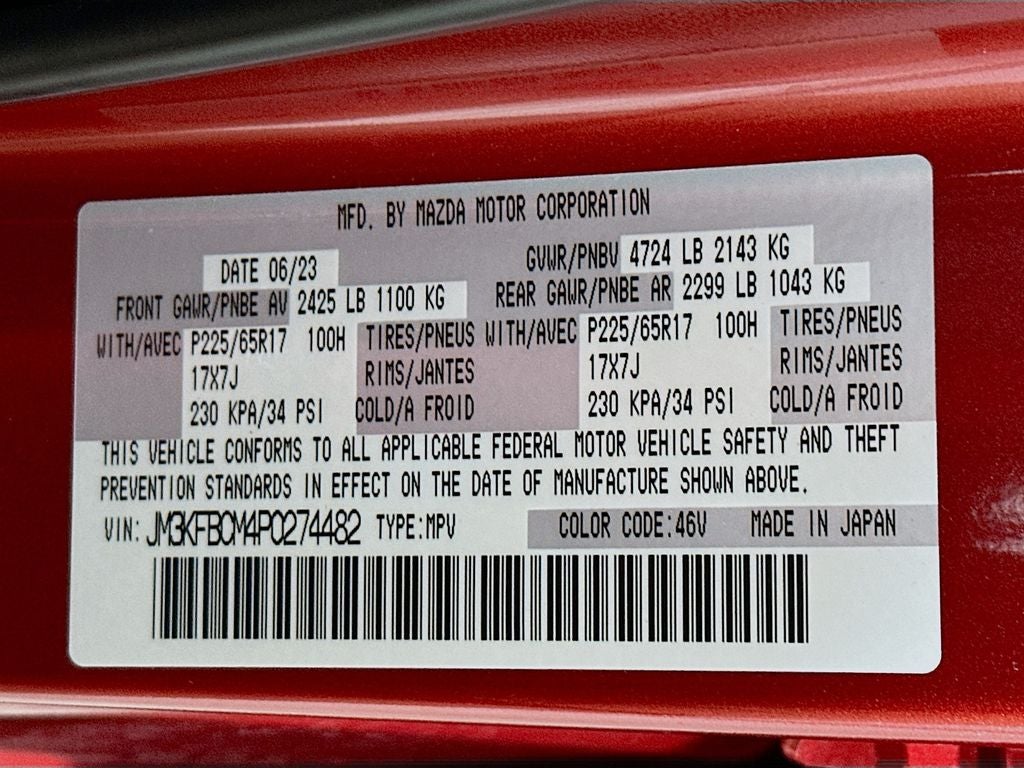 MFD. BY MAZDA MOTOR CORPORATION
DATE 06/23 GVWR/PNBV 4724 LB 2143 KG
FRONT GAWR/PNBE AV 2425 LB 1100 KG REAR GAWR/PNBE AR 2299 LB 1043 KG
WITH/AVEC P225/65R17 100H TIRES/PNEUS WITH/AVEC P225/65R17 100H TIRES/PNEUS
17X7J RIMS/JANTES 17X7J RIMS/JANTES
230 KPA/34 PSI COLD/A FROID 230 KPA/34 PSI COLD/A FROID
THIS VEHICLE CONFORMS TO ALL APPLICABLE FEDERAL MOTOR VEHICLE SAFETY AND THEFT
PREVENTION STANDARDS IN EFFECT ON THE DATE OF MANUFACTURE SHOWN ABOVE.
VIN: JM3KFBCM4P0274482 TYPE:MPV COLOR CODE:46V MADE IN JAPAN